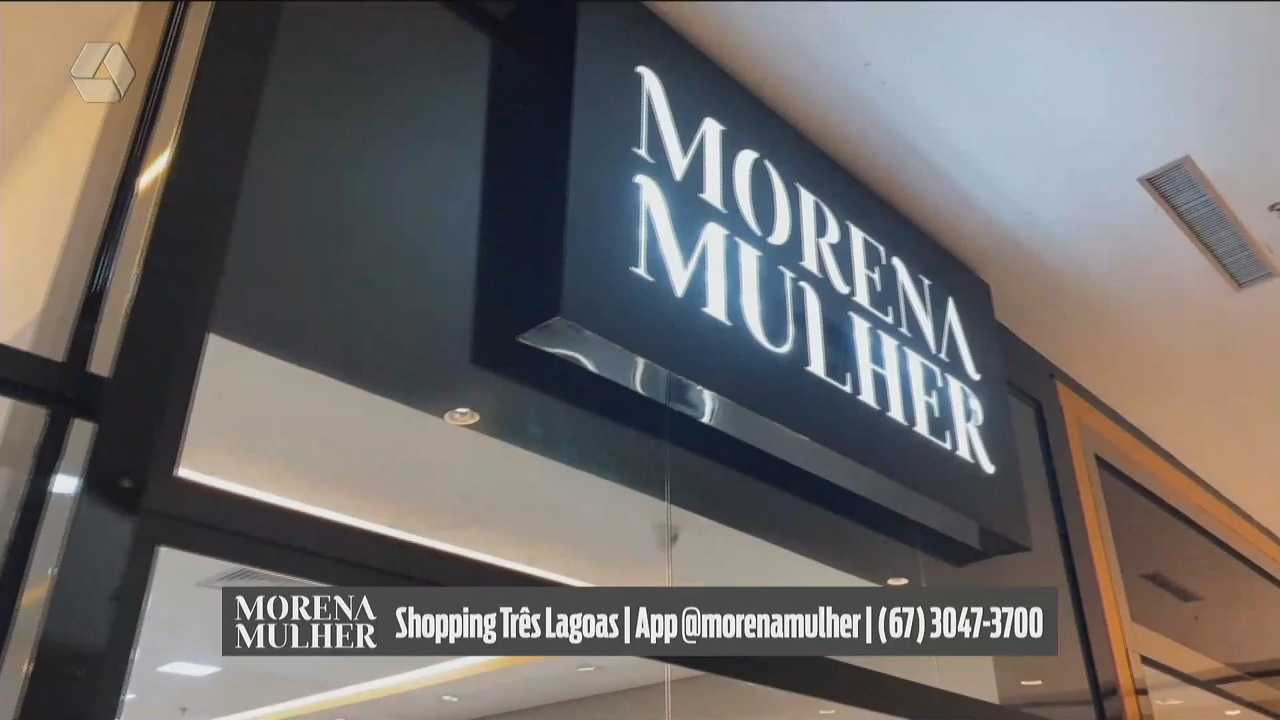 MORENA
MULHER
MORENA
MULHER
Shopping Três Lagoas | App @morenamulher | (67) 3047-3700